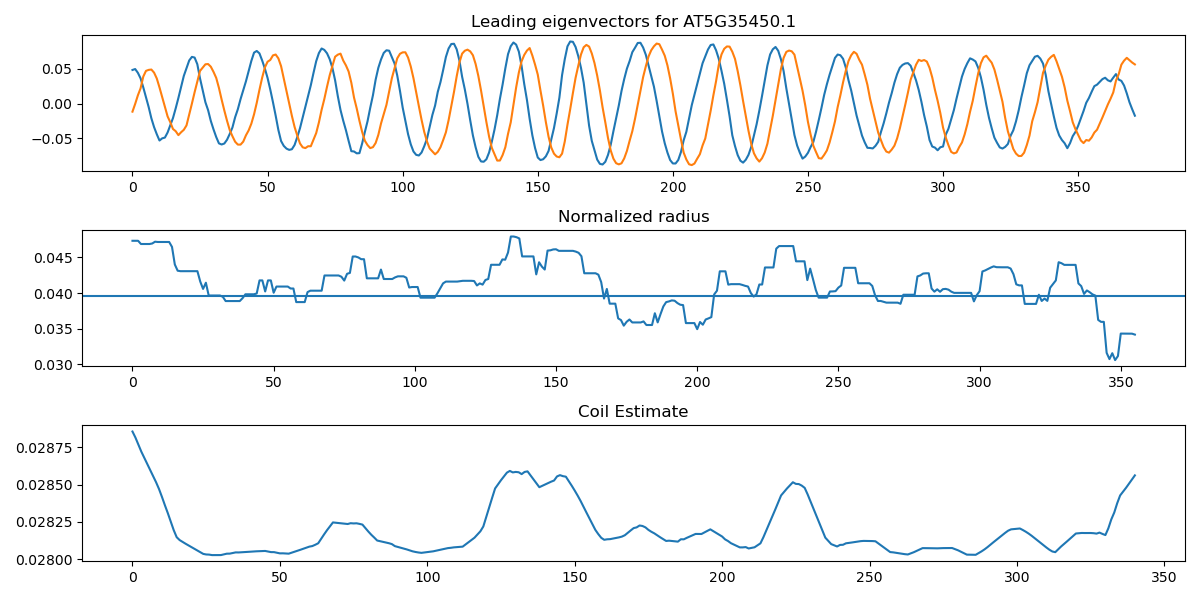 Leading eigenvectors for AT5G35450.1
0.05
0.00
−0.05
0 50 100 150 200 250 300 350
Normalized radius
0.045
0.040
0.035
0.030
0 50 100 150 200 250 300 350
Coil Estimate
0.02875
0.02850
0.02825
0.02800
0 50 100 150 200 250 300 350